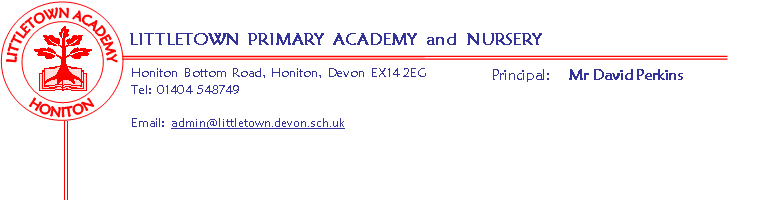 LITTLETOWN ACADEMY
HONITON
LITTLETOWN PRIMARY ACADEMY and NURSERY
Honiton Bottom Road, Honiton, Devon EX14 2EG
Principal: Mr David Perkins
Tel: 01404 548749
Email: admin@littletown.devon.sch.uk